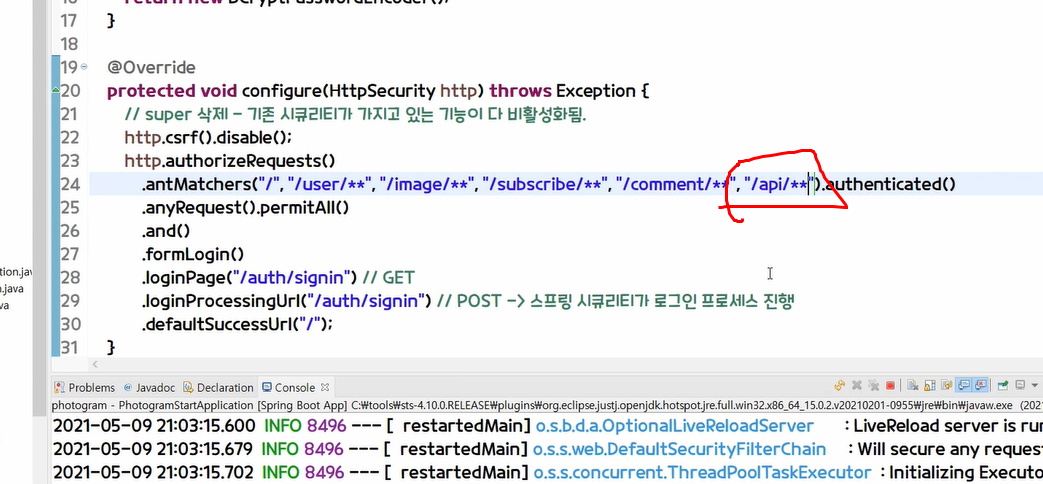 17 }
18
19 @Override
20 protected void configure(HttpSecurity http) throws Exception {
21 // super 삭제 - 기존 시큐리티가 가지고 있는 기능이 다 비활성화됨.
22 http.csrf().disable();
23 http.authorizeRequests()
24 .antMatchers("/", "/user/**", "/image/**", "/subscribe/**", "/comment/**", "/api/**").authenticated()
25 .anyRequest().permitAll()
26 .and()
27 .formLogin()
28 .loginPage("/auth/signin") // GET
29 .loginProcessingUrl("/auth/signin") // POST -> 스프링 시큐리티가 로그인 프로세스 진행
30 .defaultSuccessUrl("/");
31 }
Problems Javadoc Declaration Console
photogram - PhotogramStartApplication [Spring Boot App] C:₩tools₩sts-4.10.0.RELEASE₩plugins₩org.eclipse.justj.openjdk.hotspot.jre.full.win32.x86_64_15.0.2.v20210201-0955₩jre₩bin₩javaw.exe (2021
2021-05-09 21:03:15.600 INFO 8496 --- [ restartedMain] o.s.b.d.a.OptionalLiveReloadServer : LiveReload server is
2021-05-09 21:03:15.679 INFO 8496 --- [ restartedMain] o.s.s.web.DefaultSecurityFilterChain : Will secure any
2021-05-09 21:03:15.702 INFO 8496 --- [ restartedMain] o.s.s.concurrent.ThreadPoolTaskExecutor : Initializing